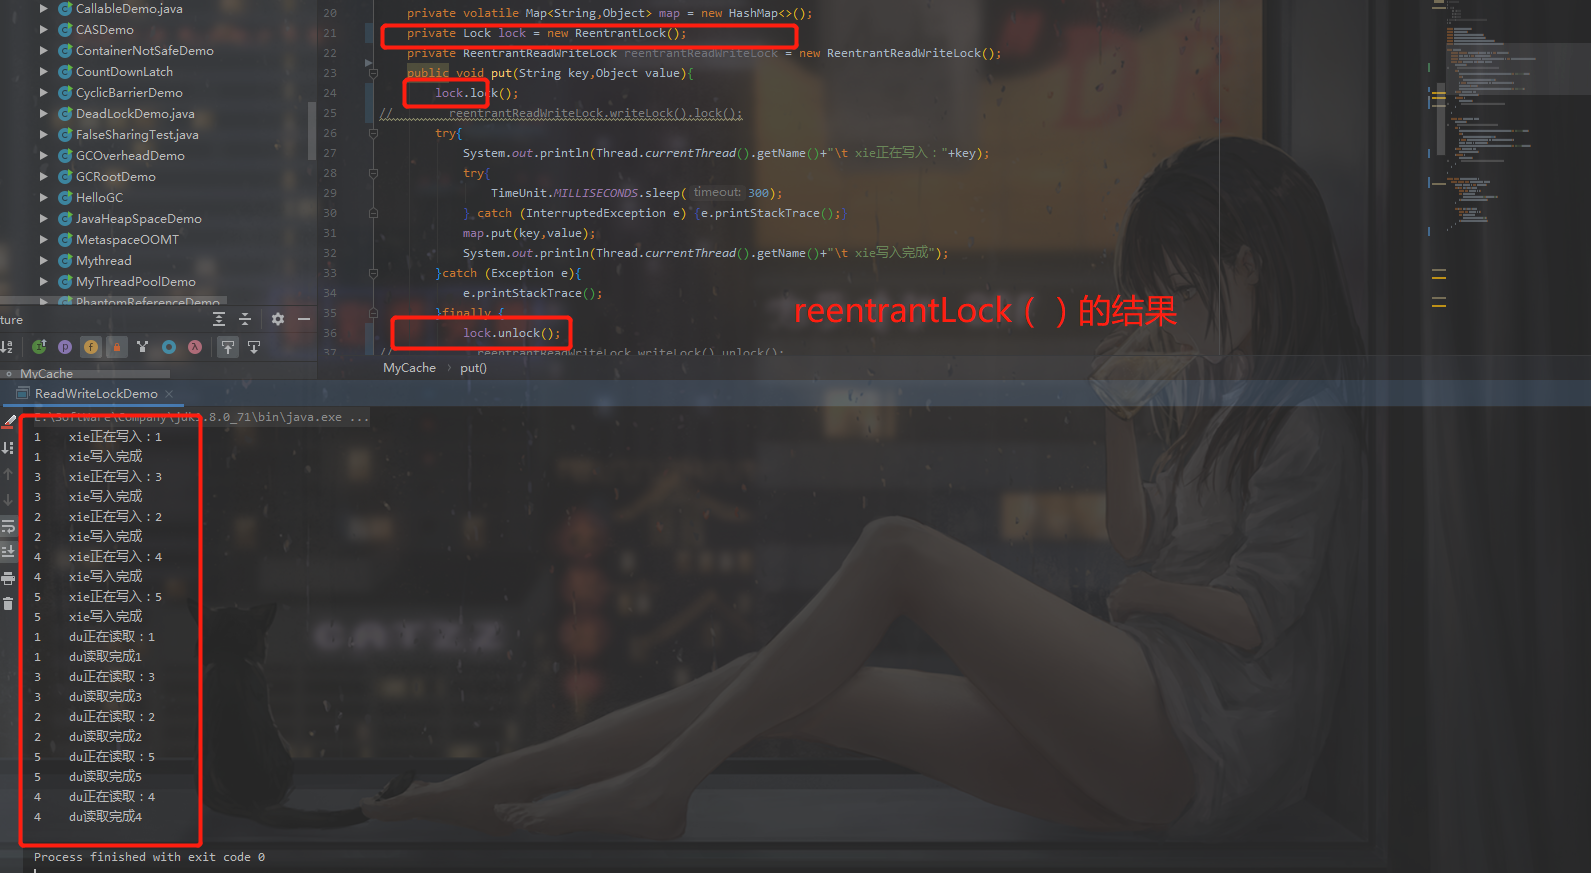 CallableDemo.java
CASDemo
ContainerNotSafeDemo
CountDownLatch
CyclicBarrierDemo
DeadLockDemo.java
FalseSharingTest.java
GCOverheadDemo
GCRootDemo
HelloGC
JavaHeapSpaceDemo
MetaspaceOOMT
Mythread
MyThreadPoolDemo
PhantomReferenceDemo
ture
MyCache
20 private volatile Map<String,Object> map = new HashMap<>();
21 private Lock lock = new ReentrantLock();
22 private ReentrantReadWriteLock reentrantReadWriteLock = new ReentrantReadWriteLock();
23 public void put(String key,Object value){
24 lock.lock();
25 // reentrantReadWriteLock.writeLock().lock();
26 try{
27 System.out.println(Thread.currentThread().getName()+"\t xie正在写入："+key);
28 try{
29 TimeUnit.MILLISECONDS.sleep( timeout: 300);
30 } catch (InterruptedException e) {e.printStackTrace();}
31 map.put(key,value);
32 System.out.println(Thread.currentThread().getName()+"\t xie写入完成");
33 }catch (Exception e){
34 e.printStackTrace();
35 }finally {
36 lock.unlock();
37 // reentrantReadWriteLock.writeLock().unlock();
reentrantLock（ ）的结果
MyCache › put()
ReadWriteLockDemo
E:\Software\Company\jdk1.8.0_71\bin\java.exe ...
1 xie正在写入：1
1 xie写入完成
3 xie正在写入：3
3 xie写入完成
2 xie正在写入：2
2 xie写入完成
4 xie正在写入：4
4 xie写入完成
5 xie正在写入：5
5 xie写入完成
1 du正在读取：1
1 du读取完成1
3 du正在读取：3
3 du读取完成3
2 du正在读取：2
2 du读取完成2
5 du正在读取：5
5 du读取完成5
4 du正在读取：4
4 du读取完成4
Process finished with exit code 0